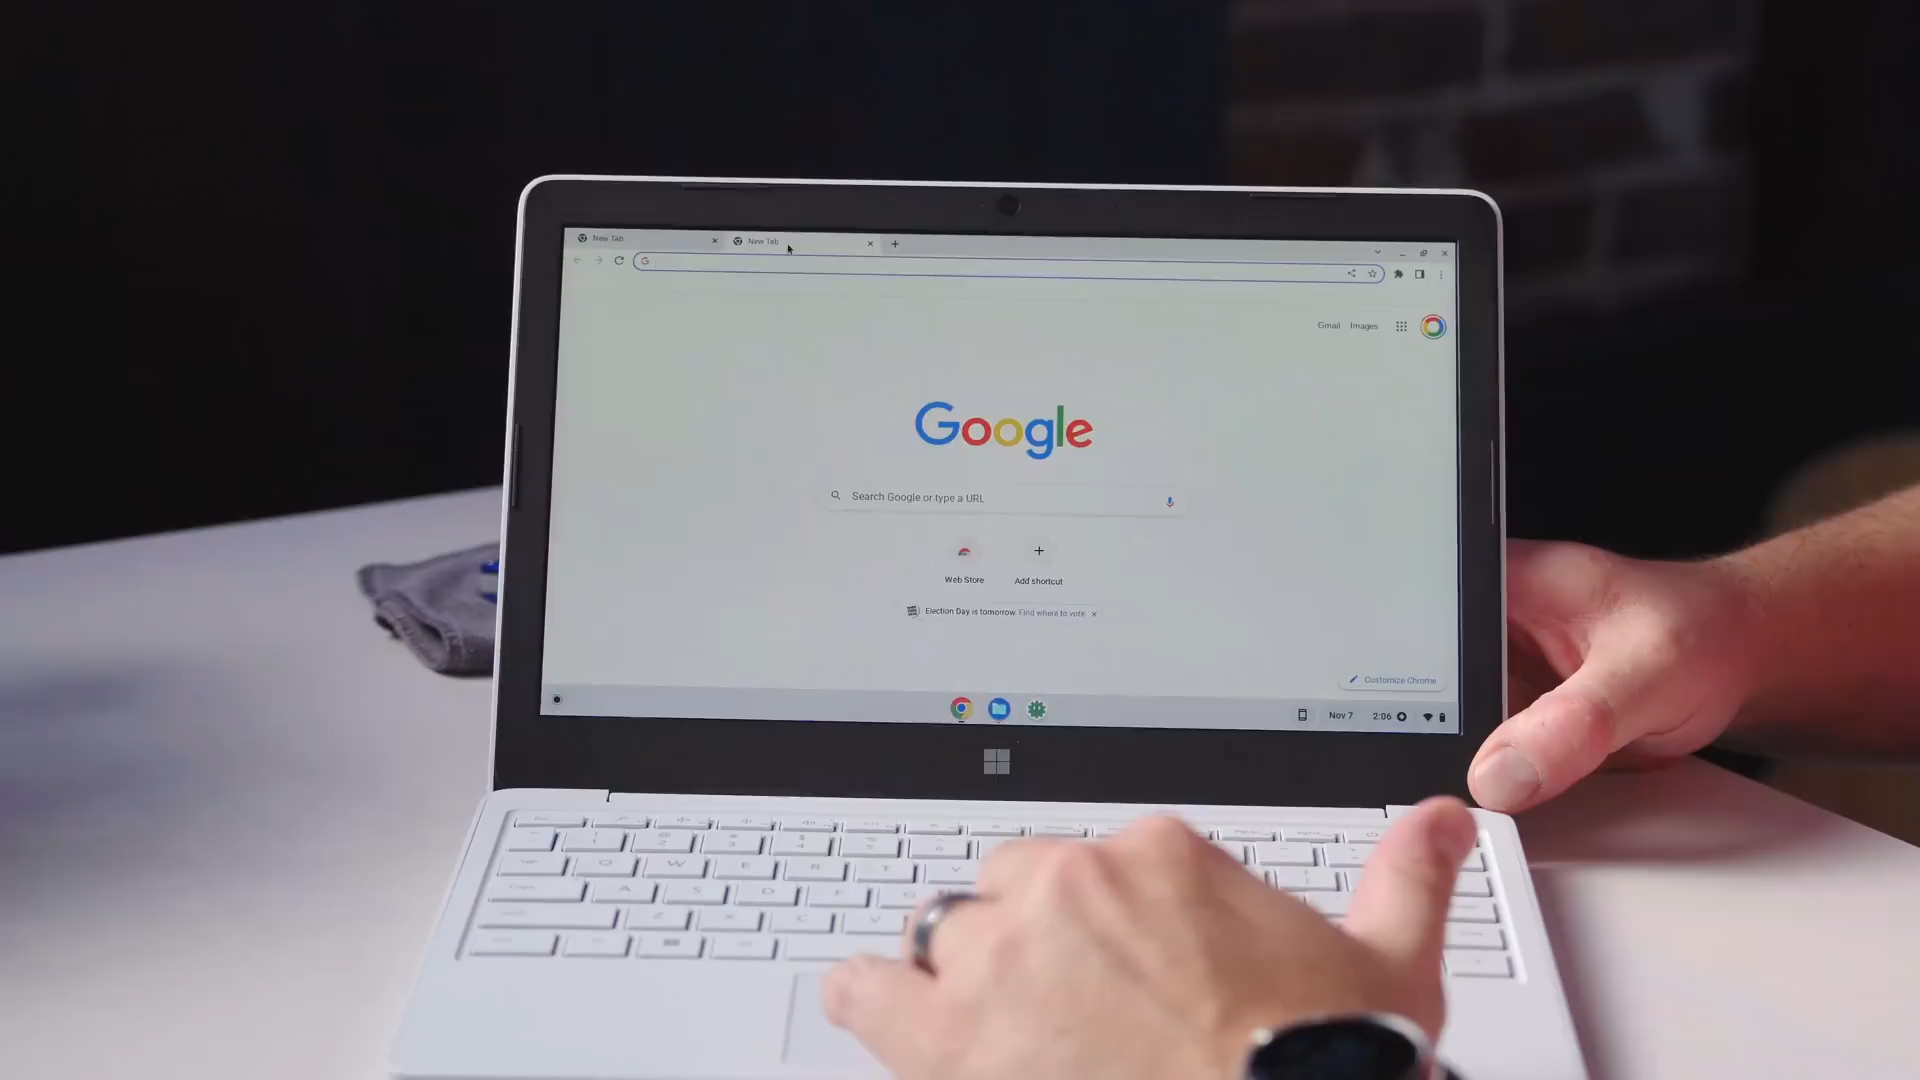 New Tab
New Tab
Gmail
Images
Google
Search Google or type a URL
Web Store
Add shortcut
Election Day is tomorrow. Find where to vote
Customize Chrome
Nov 7
2:06
Q W E R T
A S D F G
Z X C V